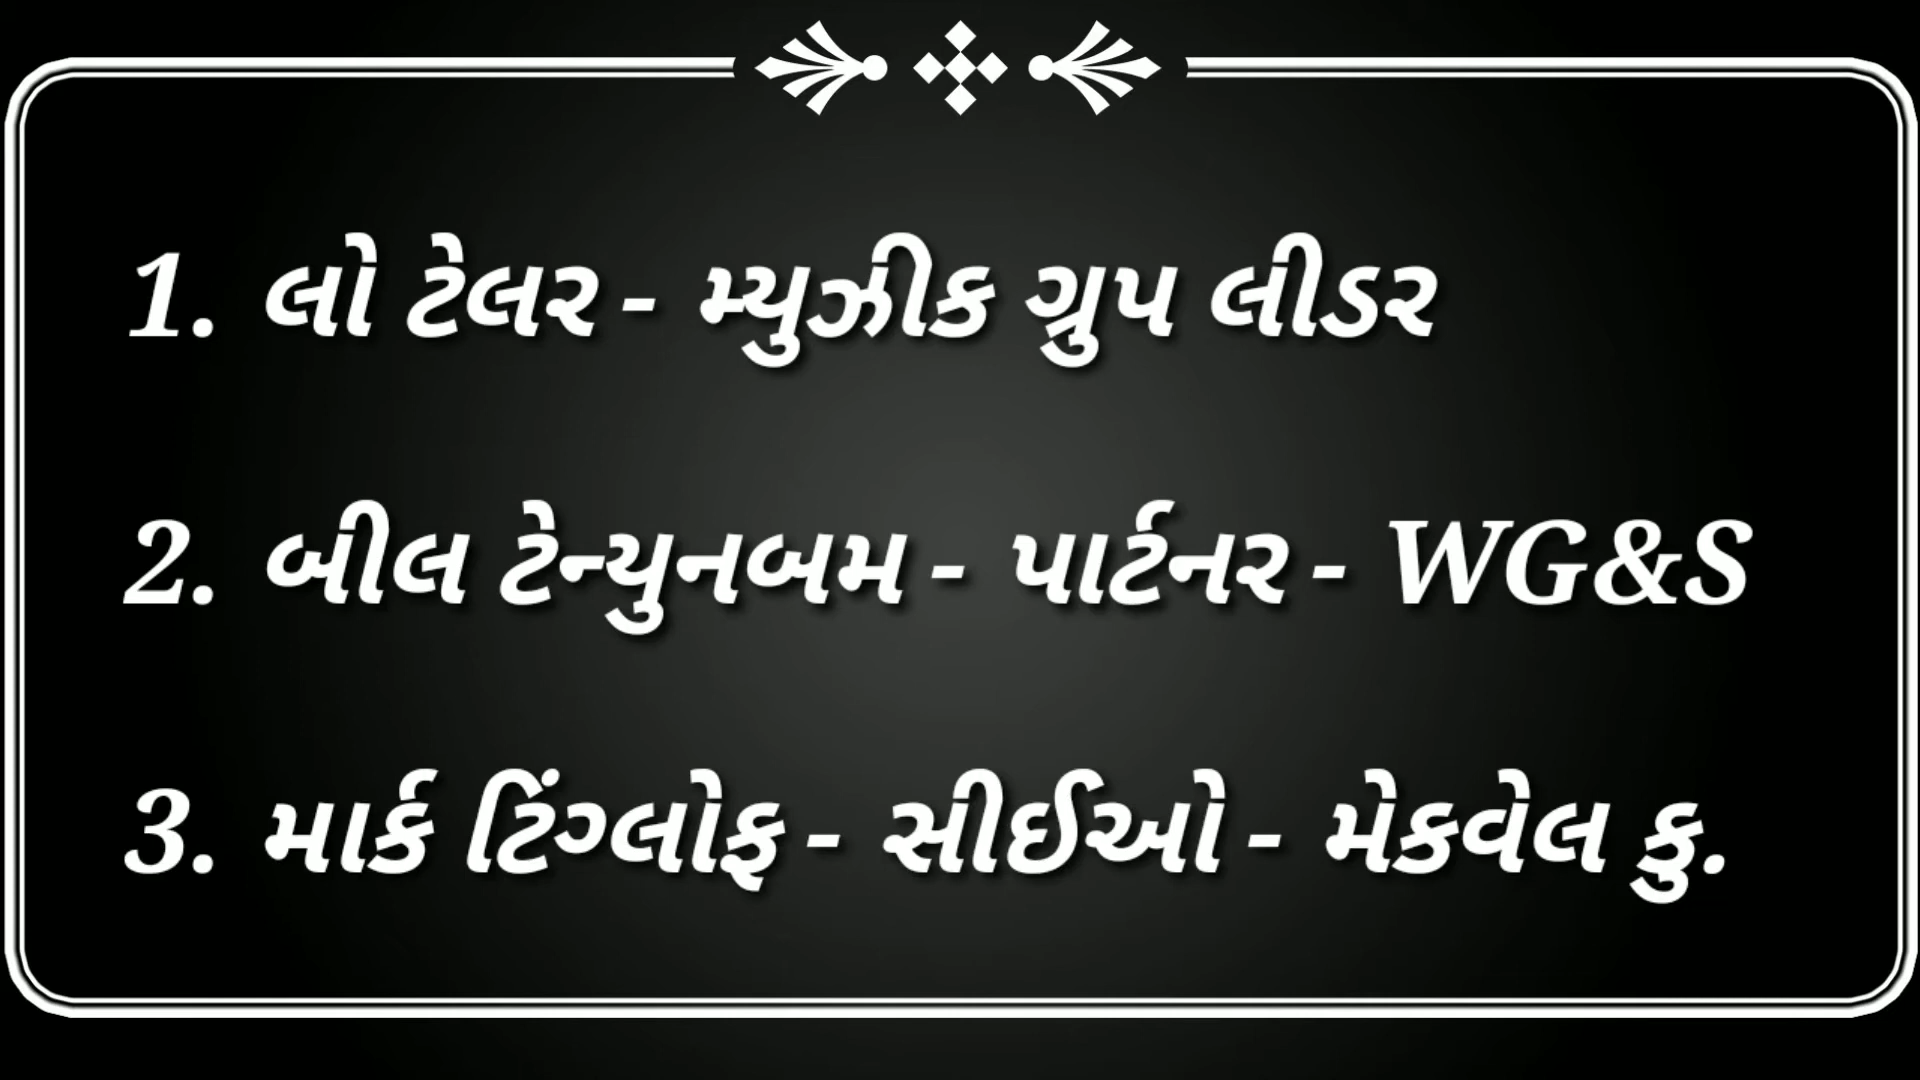 1. લો ટેલર - મ્યુઝીક ગ્રુપ લીડર
2. બીલ ટેન્યુનબમ - પાર્ટનર - WG&S
3. માર્ક ટિંગ્લોફ - સીઈઓ - મેકવેલ કુ.